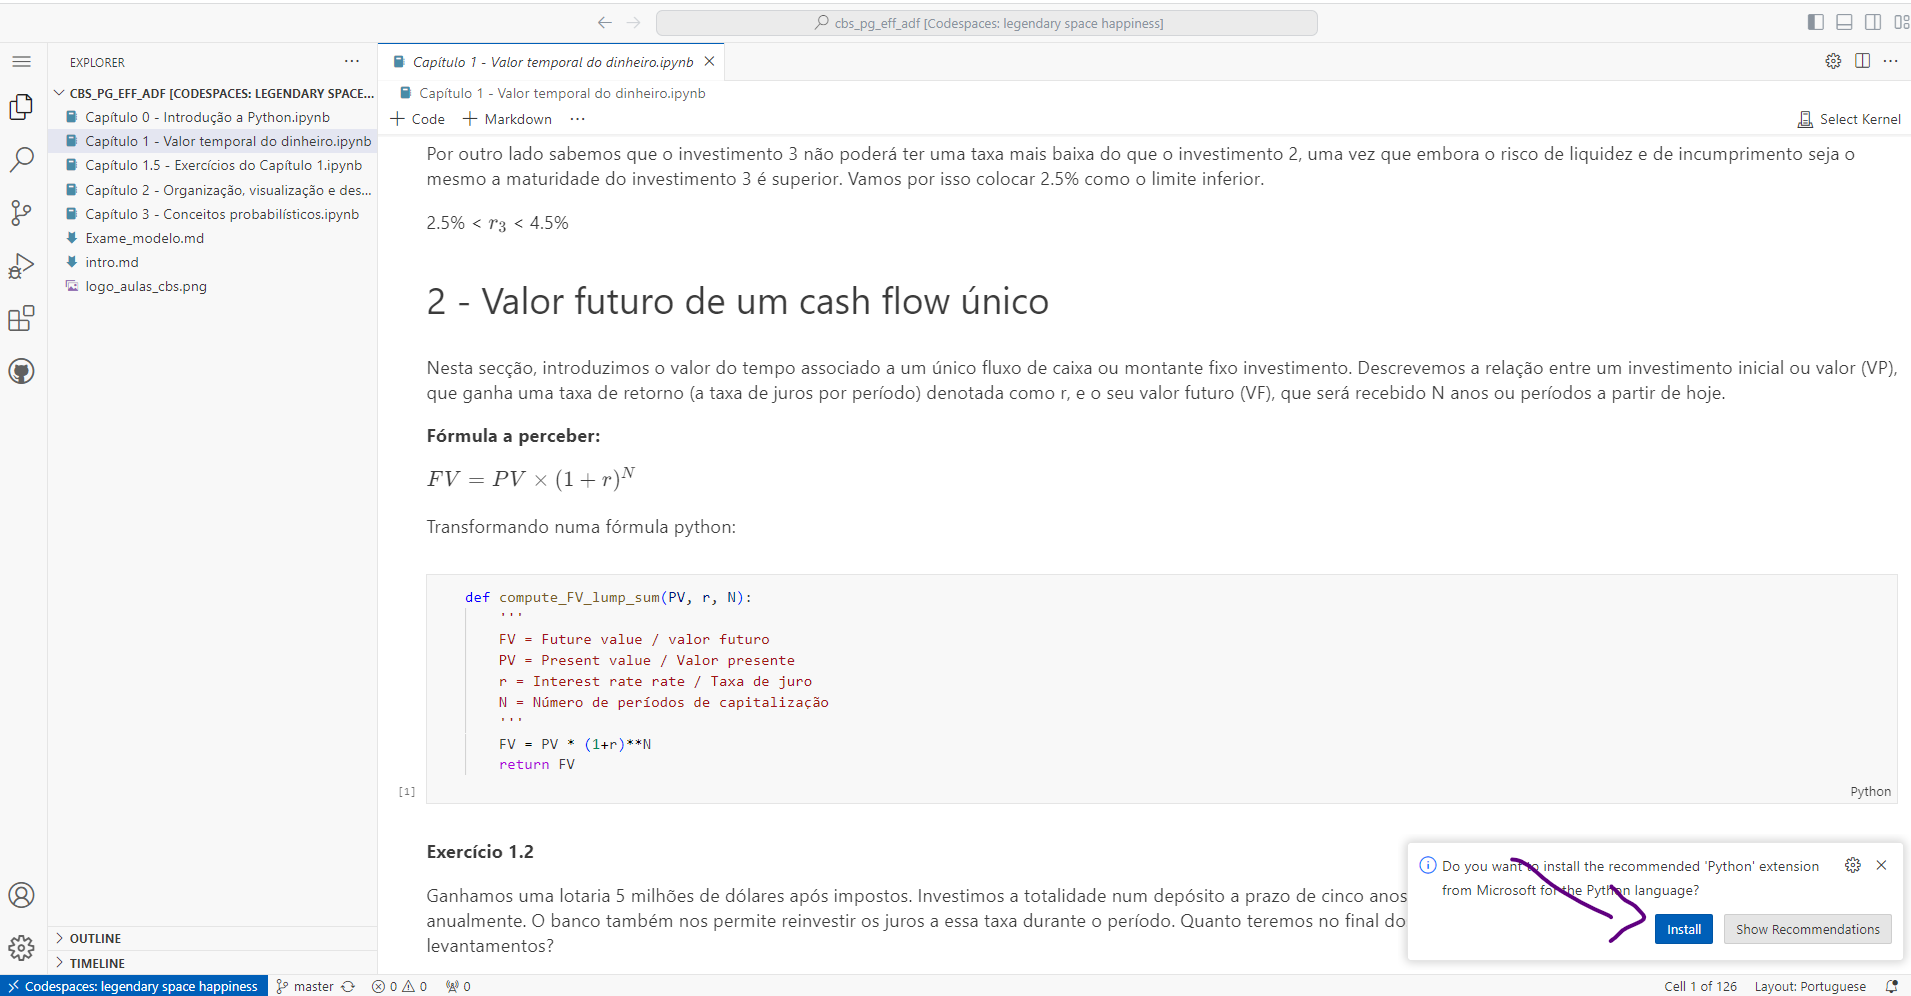 cbs_pg_eff_adf [Codespaces: legendary space happiness]
EXPLORER
CBS_PG_EFF_ADF [CODESPACES: LEGENDARY SPACE...
Capítulo 0 - Introdução a Python.ipynb
Capítulo 1 - Valor temporal do dinheiro.ipynb
Capítulo 1.5 - Exercícios do Capítulo 1.ipynb
Capítulo 2 - Organização, visualização e des...
Capítulo 3 - Conceitos probabilísticos.ipynb
Exame_modelo.md
intro.md
logo_aulas_cbs.png
OUTLINE
TIMELINE
Capítulo 1 - Valor temporal do dinheiro.ipynb
Capítulo 1 - Valor temporal do dinheiro.ipynb
Code Markdown ... Select Kernel
Por outro lado sabemos que o investimento 3 não poderá ter uma taxa mais baixa do que o investimento 2, uma vez que embora o risco de liquidez e de incumprimento seja o
mesmo a maturidade do investimento 3 é superior. Vamos por isso colocar 2.5% como o limite inferior.
2.5% < r₃ < 4.5%
2 - Valor futuro de um cash flow único
Nesta secção, introduzimos o valor do tempo associado a um único fluxo de caixa ou montante fixo investimento. Descrevemos a relação entre um investimento inicial ou valor (VP),
que ganha uma taxa de retorno (a taxa de juros por período) denotada como r, e o seu valor futuro (VF), que será recebido N anos ou períodos a partir de hoje.
Fórmula a perceber:
FV = PV × (1 + r)^N
Transformando numa fórmula python:
def compute_FV_lump_sum(PV, r, N):
'''
FV = Future value / valor futuro
PV = Present value / Valor presente
r = Interest rate rate / Taxa de juro
N = Número de períodos de capitalização
'''
FV = PV * (1+r)**N
return FV
[1]
Python
Exercício 1.2
Ganhamos uma lotaria 5 milhões de dólares após impostos. Investimos a totalidade num depósito a prazo de cinco anos
anualmente. O banco também nos permite reinvestir os juros a essa taxa durante o período. Quanto teremos no final do
levantamentos?
Do you want to install the recommended 'Python' extension
from Microsoft for the Python language?
Install
Show Recommendations
Codespaces: legendary space happiness master 0 0 0 Cell 1 of 126 Layout: Portuguese